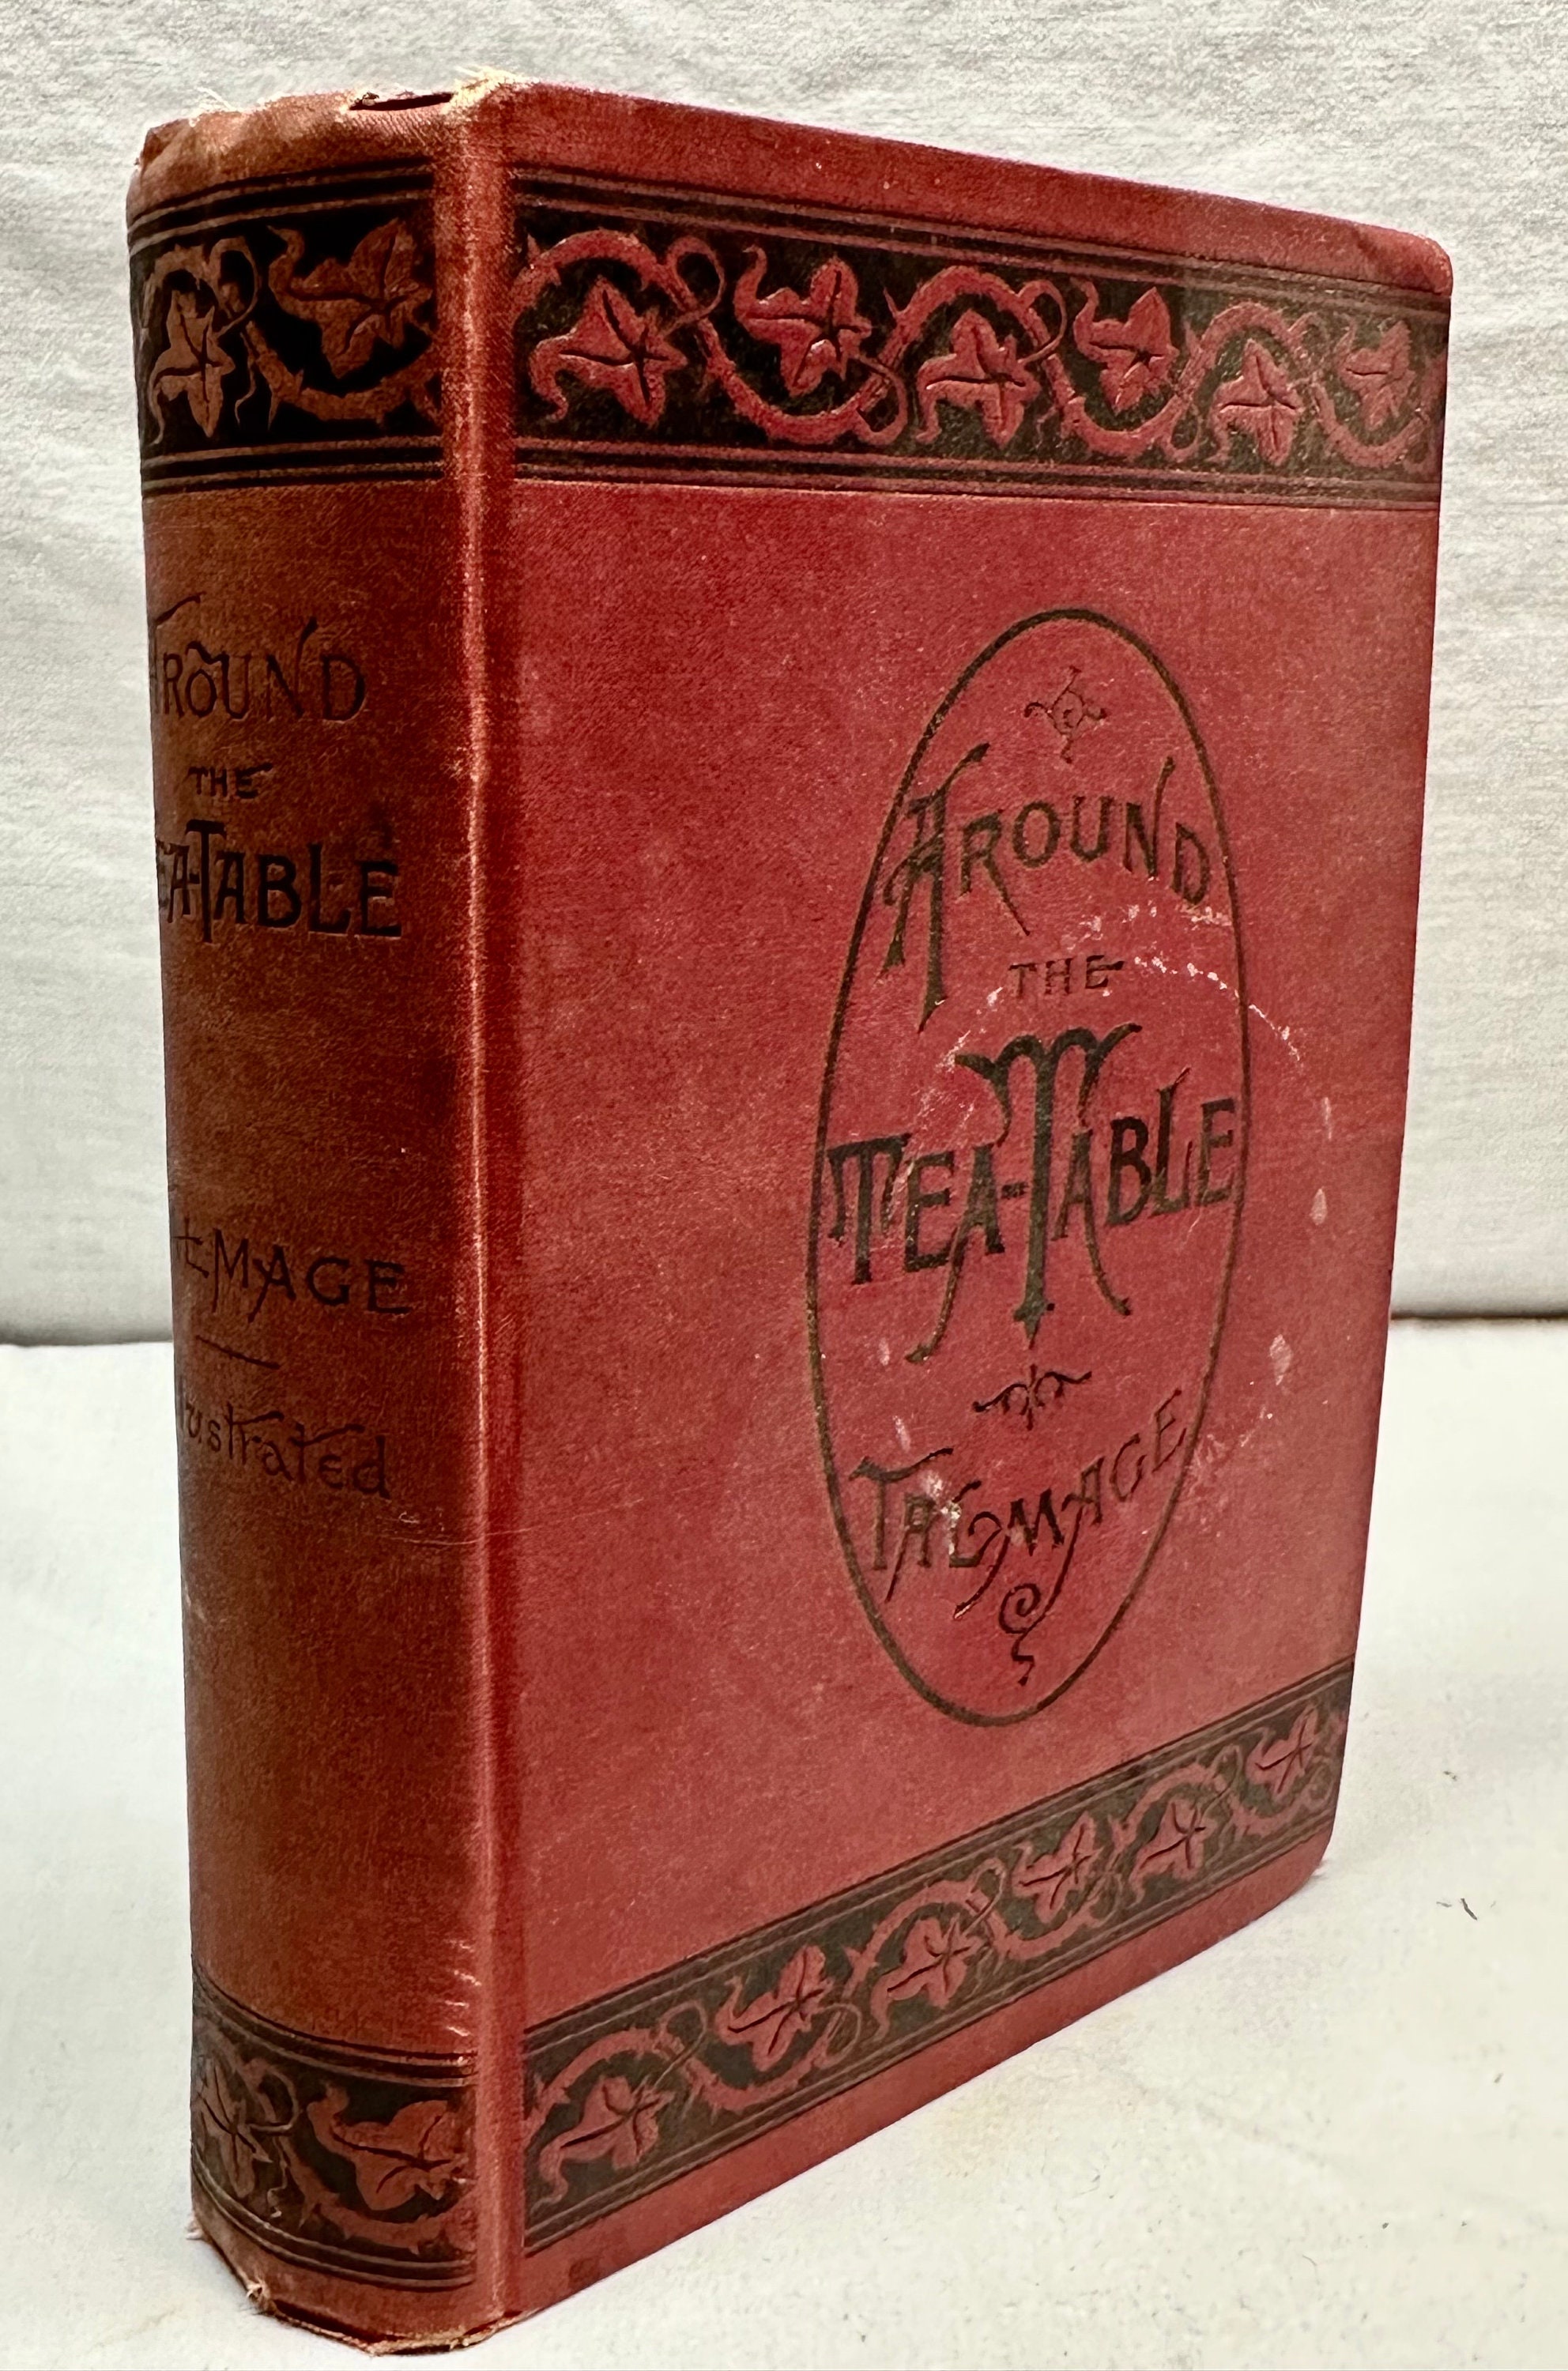 AROUND
THE
TEA-TABLE
TALMAGE
Illustrated
AROUND
THE
TEA-TABLE
TALMAGE